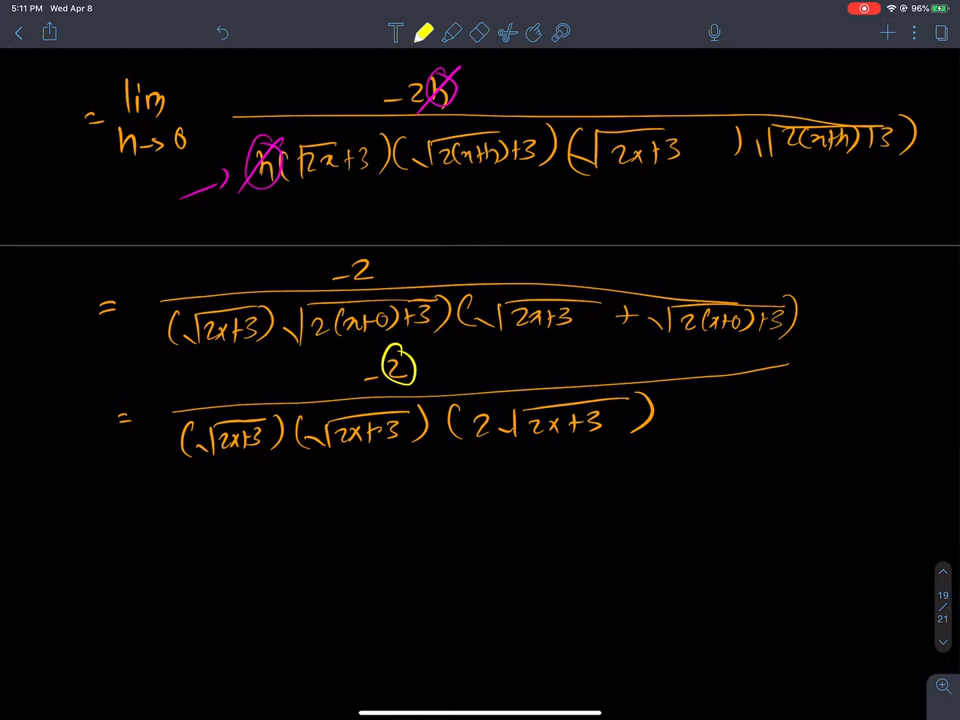 5:11 PM Wed Apr 8
96%
T
-2h
= lim h→0
h(√2x+3)(√2(x+h)+3)(√2x+3 )√2(x+h)+3)
-2
=
(√2x+3)√2(x+0)+3)(√2x+3 + √2(x+0)+3)
-2
=
(√2x+3)(√2x+3)(2√2x+3)
19
/
21